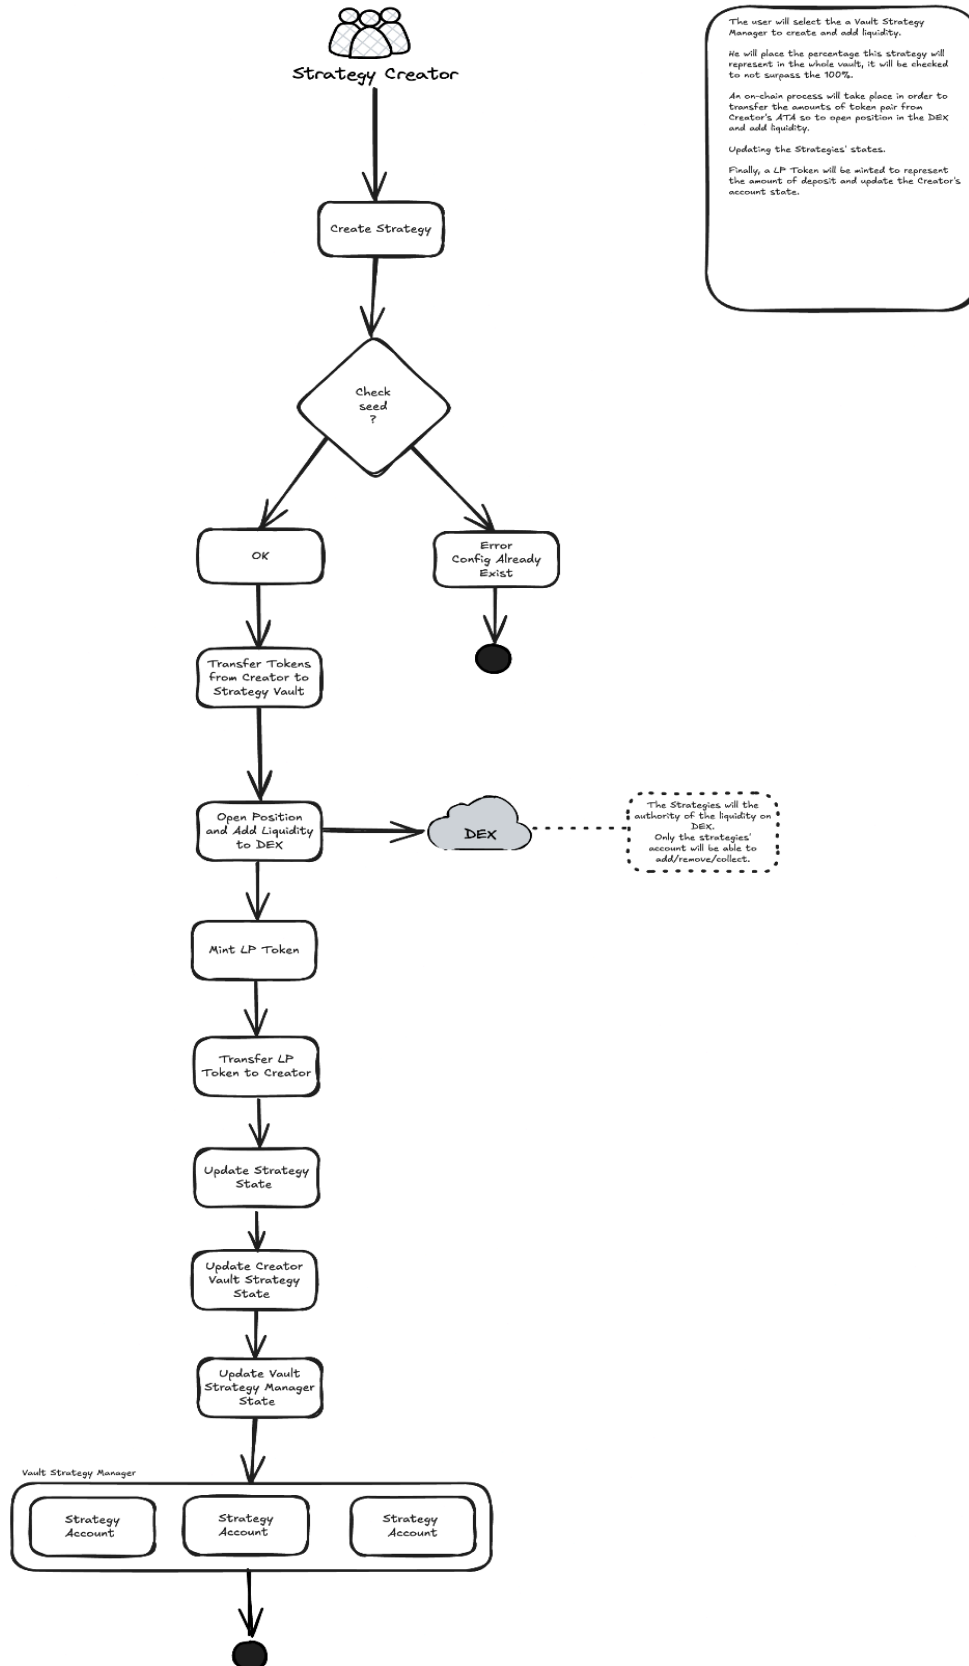 Strategy Creator
The user will select the a Vault Strategy
Manager to create and add liquidity.
He will place the percentage this strategy will
represent in the whole vault, it will be checked
to not surpass the 100%.
An on-chain process will take place in order to
transfer the amounts of token pair from
Creator's ATA so to open position in the DEX
and add liquidity.
Updating the Strategies' states.
Finally, a LP Token will be minted to represent
the amount of deposit and update the Creator's
account state.
Create Strategy
Check
seed
?
OK
Error
Config Already
Exist
Transfer Tokens
from Creator to
Strategy Vault
Open Position
and Add Liquidity
to DEX
DEX
The Strategies will the
authority of the liquidity on
DEX.
Only the strategies'
account will be able to
add/remove/collect.
Mint LP Token
Transfer LP
Token to Creator
Update Strategy
State
Update Creator
Vault Strategy
State
Update Vault
Strategy Manager
State
Vault Strategy Manager
Strategy
Account
Strategy
Account
Strategy
Account